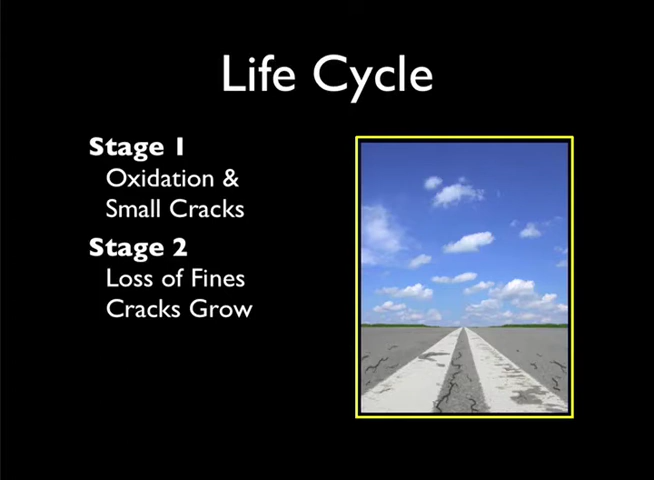 Life Cycle
Stage 1
Oxidation &
Small Cracks
Stage 2
Loss of Fines
Cracks Grow